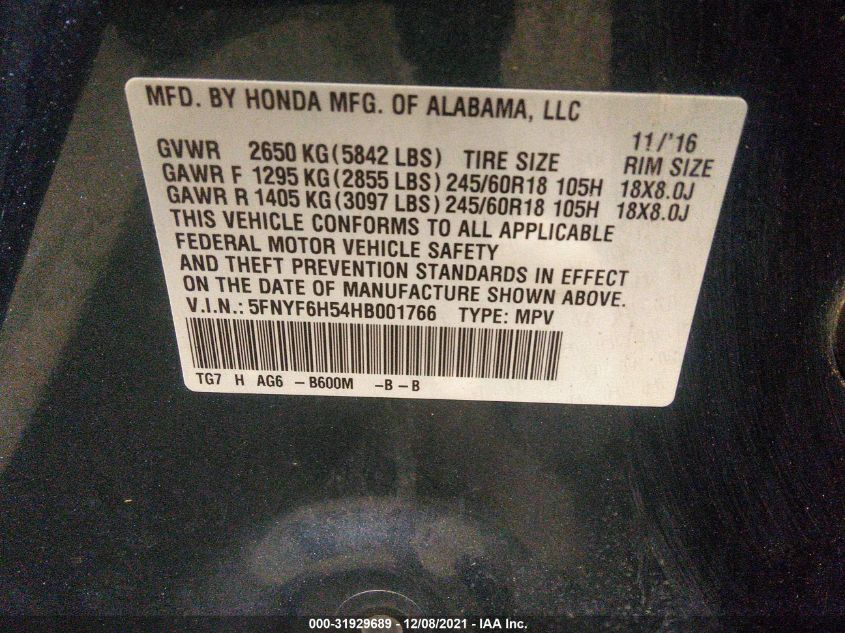 MFD. BY HONDA MFG. OF ALABAMA, LLC
11/'16
GVWR 2650 KG(5842 LBS) TIRE SIZE RIM SIZE
GAWR F 1295 KG(2855 LBS) 245/60R18 105H 18X8.0J
GAWR R 1405 KG(3097 LBS) 245/60R18 105H 18X8.0J
THIS VEHICLE CONFORMS TO ALL APPLICABLE
FEDERAL MOTOR VEHICLE SAFETY
AND THEFT PREVENTION STANDARDS IN EFFECT
ON THE DATE OF MANUFACTURE SHOWN ABOVE.
V.I.N.: 5FNYF6H54HB001766 TYPE: MPV
TG7 H AG6 -B600M -B-B
000-31929689 - 12/08/2021 - IAA Inc.